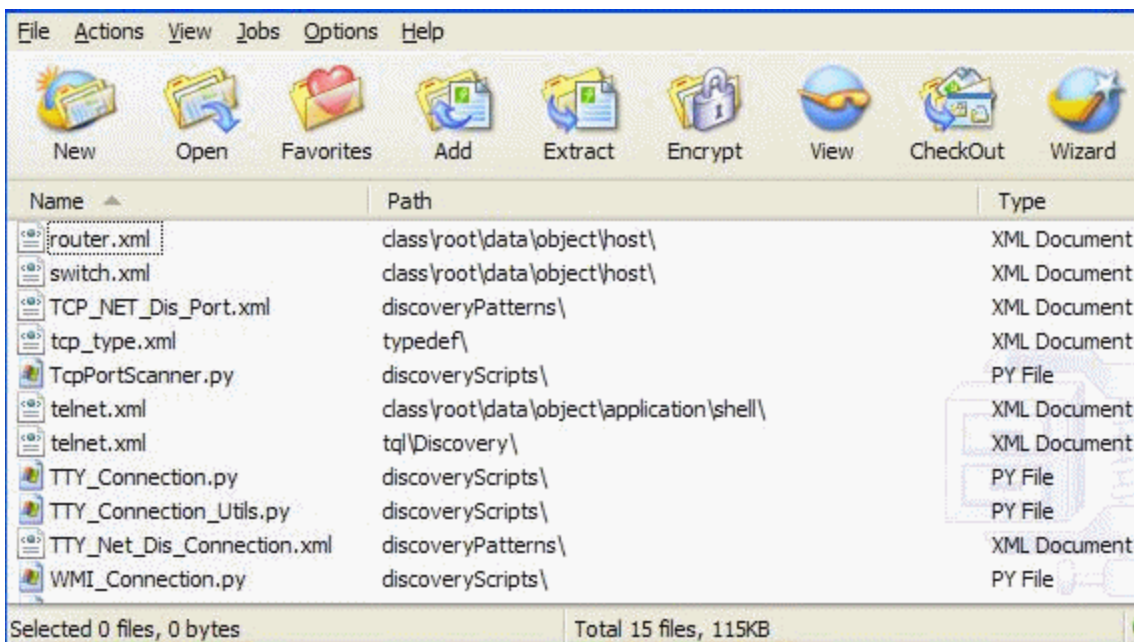 File Actions View Jobs Options Help
New Open Favorites Add Extract Encrypt View CheckOut Wizard
Name Path Type
router.xml class\root\data\object\host\ XML Document
switch.xml class\root\data\object\host\ XML Document
TCP_NET_Dis_Port.xml discoveryPatterns\ XML Document
tcp_type.xml typedef\ XML Document
TcpPortScanner.py discoveryScripts\ PY File
telnet.xml class\root\data\object\application\shell\ XML Document
telnet.xml tql\Discovery\ XML Document
TTY_Connection.py discoveryScripts\ PY File
TTY_Connection_Utils.py discoveryScripts\ PY File
TTY_Net_Dis_Connection.xml discoveryPatterns\ XML Document
WMI_Connection.py discoveryScripts\ PY File
Selected 0 files, 0 bytes Total 15 files, 115KB